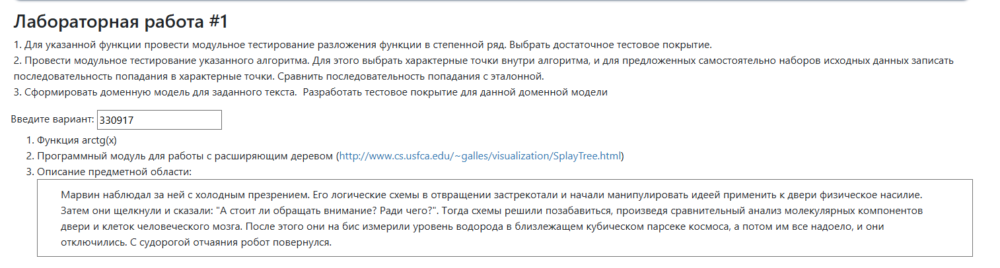 Лабораторная работа #1
1. Для указанной функции провести модульное тестирование разложения функции в степенной ряд. Выбрать достаточное тестовое покрытие.
2. Провести модульное тестирование указанного алгоритма. Для этого выбрать характерные точки внутри алгоритма, и для предложенных самостоятельно наборов исходных данных записать
последовательность попадания в характерные точки. Сравнить последовательность попадания с эталонной.
3. Сформировать доменную модель для заданного текста.  Разработать тестовое покрытие для данной доменной модели
Введите вариант: 330917
1. Функция arctg(x)
2. Программный модуль для работы с расширяющим деревом (http://www.cs.usfca.edu/~galles/visualization/SplayTree.html)
3. Описание предметной области:
Марвин наблюдал за ней с холодным презрением. Его логические схемы в отвращении застрекотали и начали манипулировать идеей применить к двери физическое насилие.
Затем они щелкнули и сказали: "А стоит ли обращать внимание? Ради чего?". Тогда схемы решили позабавиться, произведя сравнительный анализ молекулярных компонентов
двери и клеток человеческого мозга. После этого они на бис измерили уровень водорода в близлежащем кубическом парсеке космоса, а потом им все надоело, и они
отключились. С судорогой отчаяния робот повернулся.